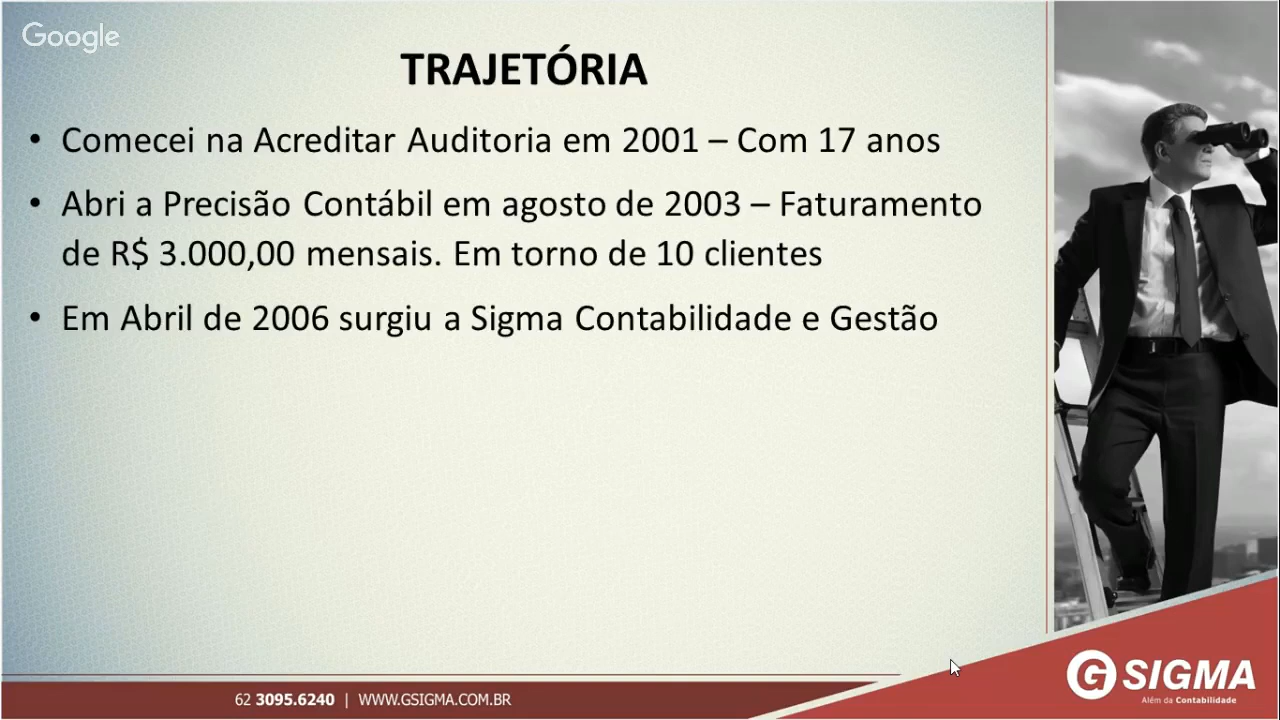 Google
TRAJETÓRIA
• Comecei na Acreditar Auditoria em 2001 – Com 17 anos
• Abri a Precisão Contábil em agosto de 2003 – Faturamento
de R$ 3.000,00 mensais. Em torno de 10 clientes
• Em Abril de 2006 surgiu a Sigma Contabilidade e Gestão
62 3095.6240 | WWW.GSIGMA.COM.BR
G SIGMA
Além da Contabilidade